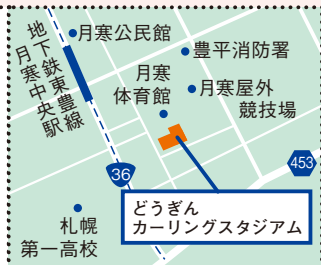 月寒公民館
地下鉄東豊線
月寒中央駅
豊平消防署
月寒
体育館
月寒屋外
競技場
36
453
どうぎん
カーリングスタジアム
札幌
第一高校